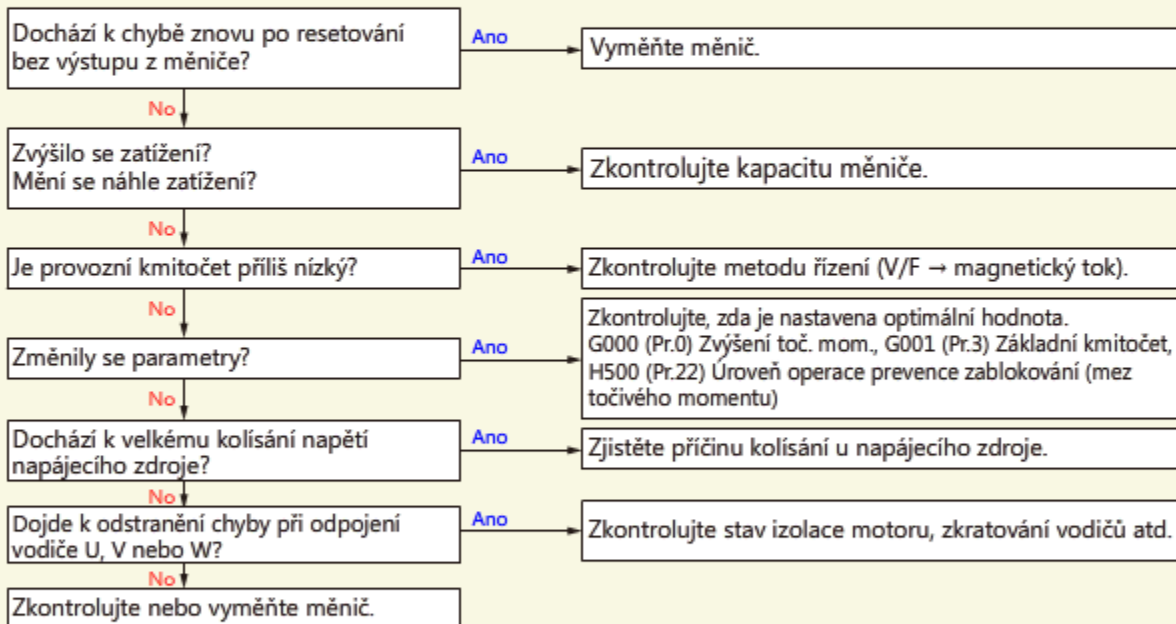 Dochází k chybě znovu po resetování
bez výstupu z měniče?
Ano
Vyměňte měnič.
No
Zvýšilo se zatížení?
Mění se náhle zatížení?
Ano
Zkontrolujte kapacitu měniče.
No
Je provozní kmitočet příliš nízký?
Ano
Zkontrolujte metodu řízení (V/F → magnetický tok).
No
Změnily se parametry?
Ano
Zkontrolujte, zda je nastavena optimální hodnota.
G000 (Pr.0) Zvýšení toč. mom., G001 (Pr.3) Základní kmitočet,
H500 (Pr.22) Úroveň operace prevence zablokování (mez
točivého momentu)
No
Dochází k velkému kolísání napětí
napájecího zdroje?
Ano
Zjistěte příčinu kolísání u napájecího zdroje.
No
Dojde k odstranění chyby při odpojení
vodiče U, V nebo W?
Ano
Zkontrolujte stav izolace motoru, zkratování vodičů atd.
No
Zkontrolujte nebo vyměňte měnič.